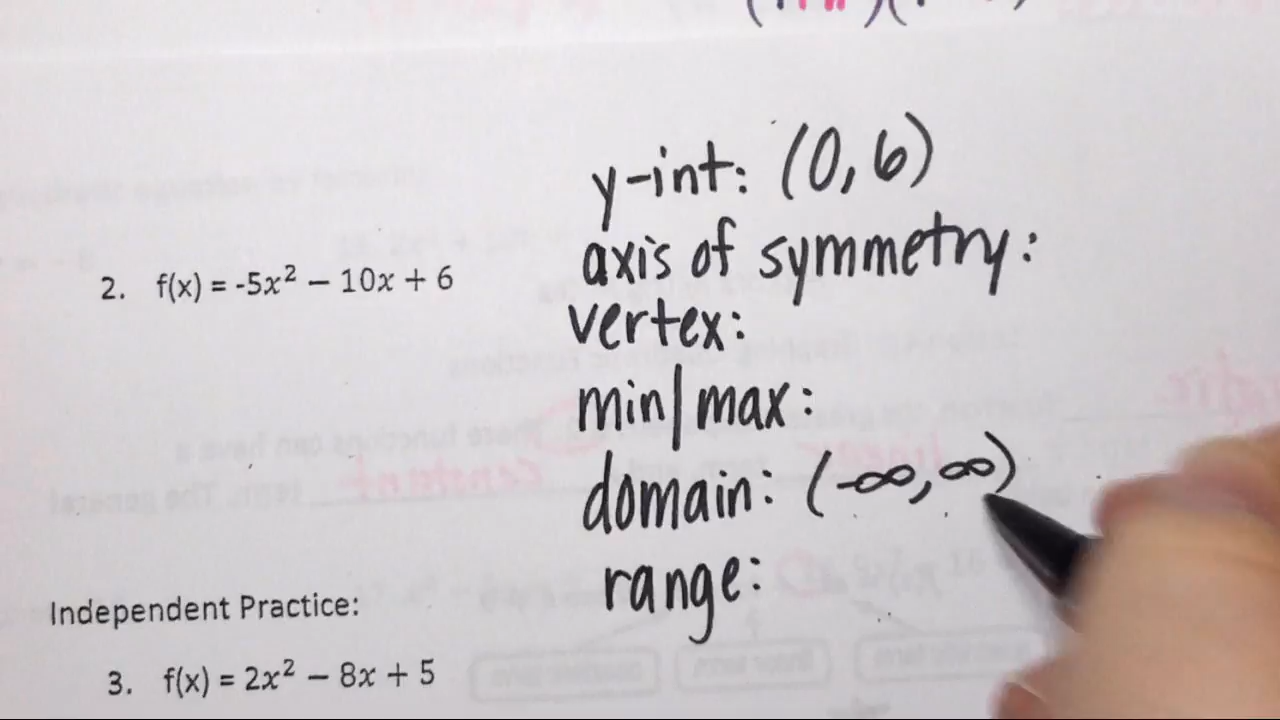 y-int: (0, 6)
axis of symmetry:
2. f(x) = -5x² – 10x + 6
vertex:
min/max:
domain: (-∞, ∞)
range:
Independent Practice:
3. f(x) = 2x² – 8x + 5